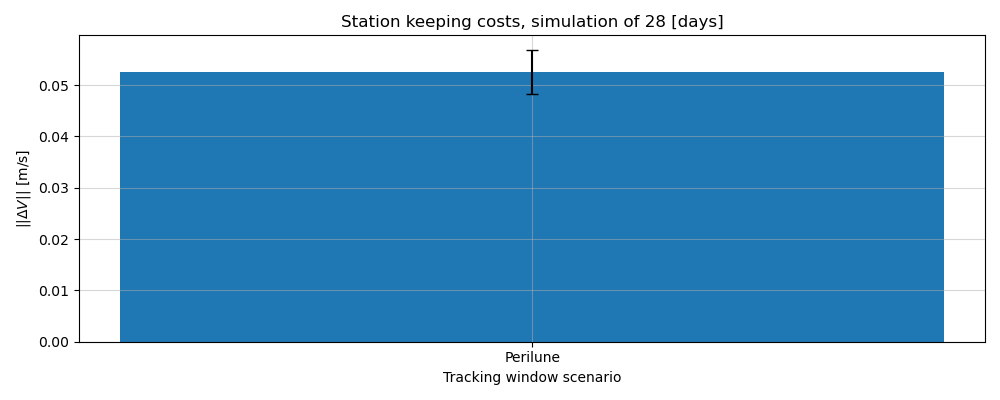 Station keeping costs, simulation of 28 [days]
||ΔV|| [m/s]
0.05
0.04
0.03
0.02
0.01
0.00
Perilune
Tracking window scenario